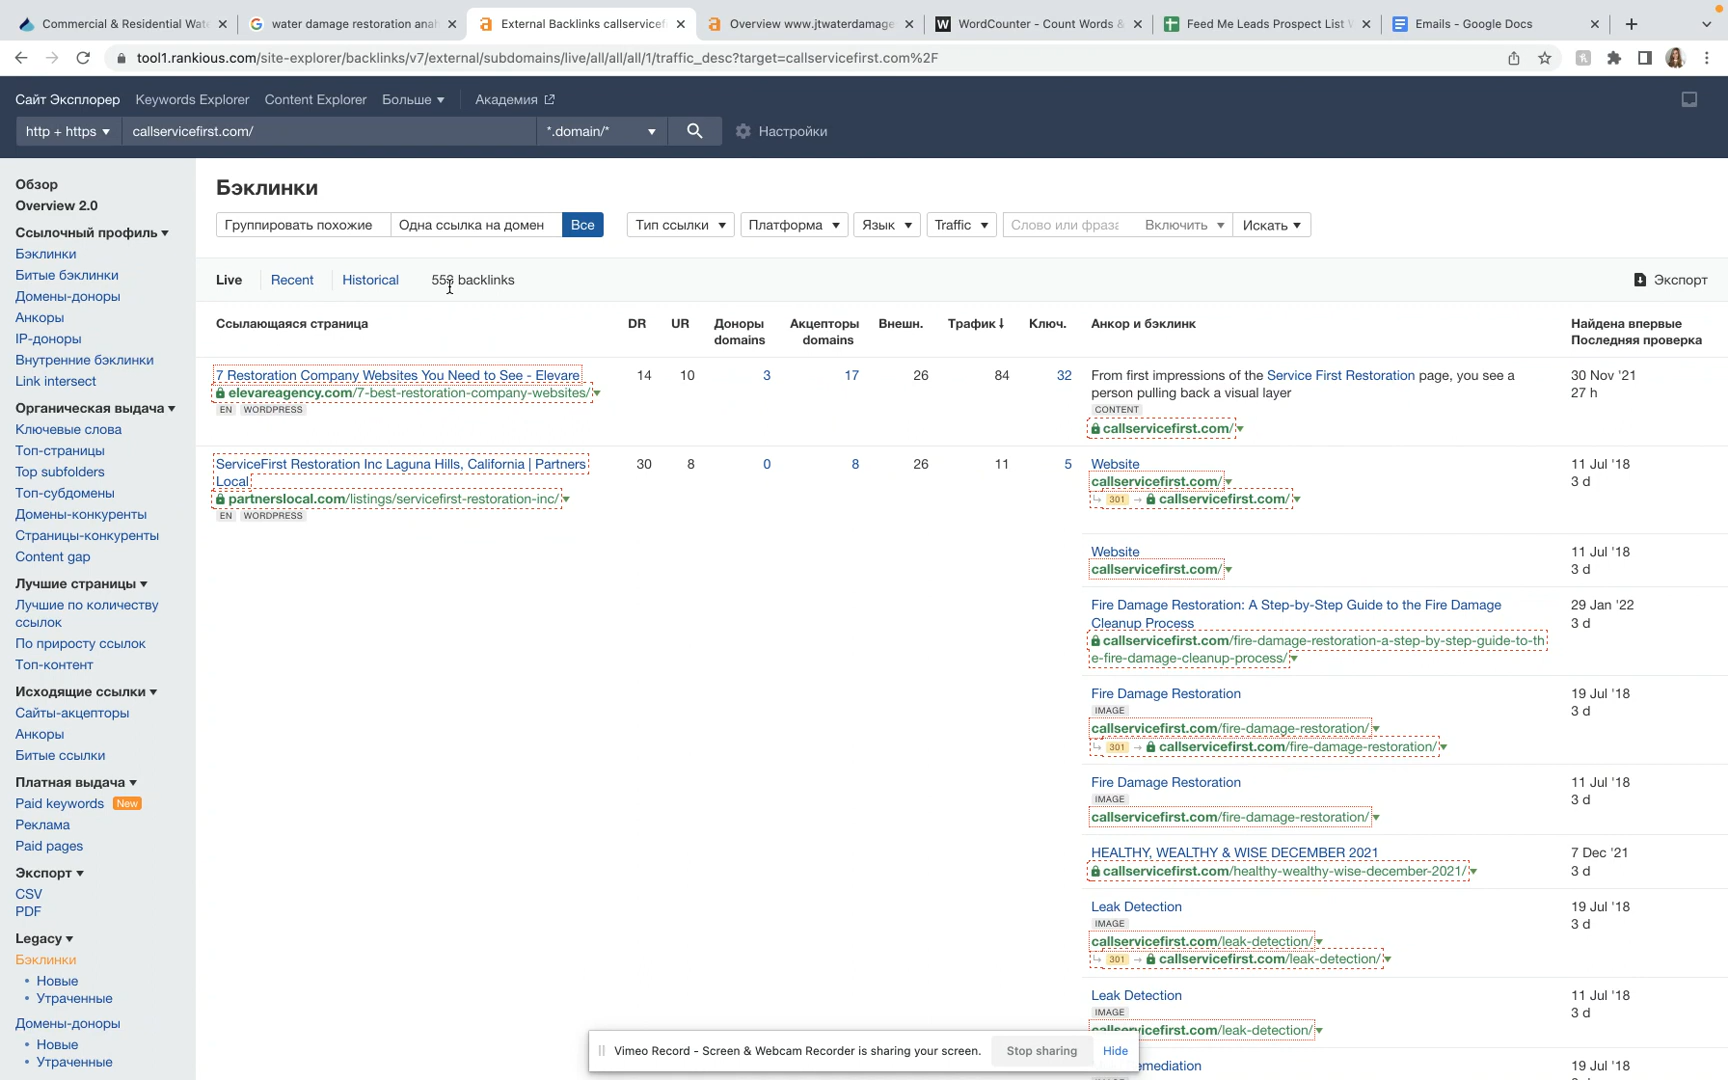 Commercial & Residential Wate
water damage restoration anah
External Backlinks callservicef
Overview www.jtwaterdamage
WordCounter - Count Words &
Feed Me Leads Prospect List V
Emails - Google Docs
tool1.rankious.com/site-explorer/backlinks/v7/external/subdomains/live/all/all/all/1/traffic_desc?target=callservicefirst.com%2F
Сайт Эксплорер Keywords Explorer Content Explorer Больше Академия
http + https callservicefirst.com/ *.domain/* Настройки
Обзор
Overview 2.0
Ссылочный профиль
Бэклинки
Битые бэклинки
Домены-доноры
Анкоры
IP-доноры
Внутренние бэклинки
Link intersect
Органическая выдача
Ключевые слова
Топ-страницы
Top subfolders
Топ-субдомены
Домены-конкуренты
Страницы-конкуренты
Content gap
Лучшие страницы
Лучшие по количеству
ссылок
По приросту ссылок
Топ-контент
Исходящие ссылки
Сайты-акцепторы
Анкоры
Битые ссылки
Платная выдача
Paid keywords New
Реклама
Paid pages
Экспорт
CSV
PDF
Legacy
Бэклинки
• Новые
• Утраченные
Домены-доноры
• Новые
• Утраченные
Бэклинки
Группировать похожие Одна ссылка на домен Все Тип ссылки Платформа Язык Traffic Слово или фраза Включить Искать
Live Recent Historical backlinks Экспорт
Ссылающаяся страница DR UR Доноры Акцепторы Внешн. Трафик Ключ. Анкор и бэклинк Найдена впервые
domains domains Последняя проверка
7 Restoration Company Websites You Need to See - Elevare 14 10 3 17 26 84 32 From first impressions of the Service First Restoration page, you see a 30 Nov '21
elevareagency.com/7-best-restoration-company-websites/ person pulling back a visual layer 27 h
EN WORDPRESS CONTENT
callservicefirst.com/
ServiceFirst Restoration Inc Laguna Hills, California | Partners 30 8 0 8 26 11 5 Website 11 Jul '18
Local callservicefirst.com/ 3 d
partnerslocal.com/listings/servicefirst-restoration-inc/ 301 → callservicefirst.com/
EN WORDPRESS
Website 11 Jul '18
callservicefirst.com/ 3 d
Fire Damage Restoration: A Step-by-Step Guide to the Fire Damage 29 Jan '22
Cleanup Process 3 d
callservicefirst.com/fire-damage-restoration-a-step-by-step-guide-to-th
e-fire-damage-cleanup-process/
Fire Damage Restoration 19 Jul '18
IMAGE 3 d
callservicefirst.com/fire-damage-restoration/
301 → callservicefirst.com/fire-damage-restoration/
Fire Damage Restoration 11 Jul '18
IMAGE 3 d
callservicefirst.com/fire-damage-restoration/
HEALTHY, WEALTHY & WISE DECEMBER 2021 7 Dec '21
callservicefirst.com/healthy-wealthy-wise-december-2021/ 3 d
Leak Detection 19 Jul '18
IMAGE 3 d
callservicefirst.com/leak-detection/
301 → callservicefirst.com/leak-detection/
Leak Detection 11 Jul '18
IMAGE 3 d
callservicefirst.com/leak-detection/
emediation 19 Jul '18
Vimeo Record - Screen & Webcam Recorder is sharing your screen. Stop sharing Hide